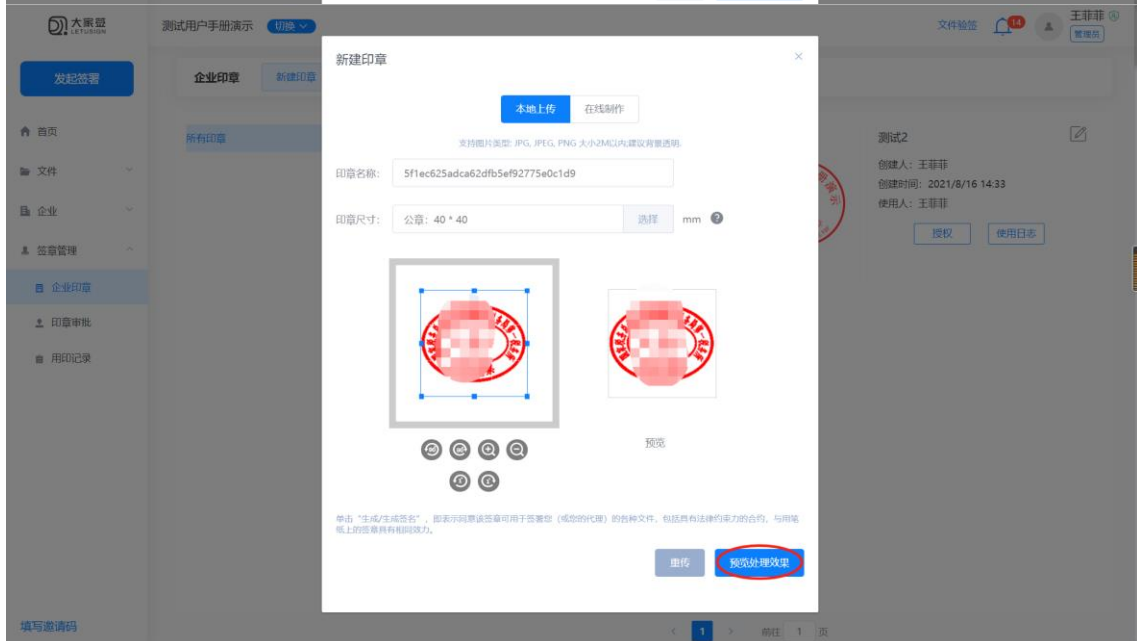 大家签
LETUSIGN
测试用户手册演示
切换
文件验签
14
王菲菲
管理员
发起签署
企业印章
新建印章
首页
文件
企业
签章管理
企业印章
印章审批
用印记录
填写邀请码
所有印章
新建印章
本地上传
在线制作
支持图片类型: JPG, JPEG, PNG 大小2M以内,建议背景透明.
印章名称:
5f1ec625adca62dfb5ef92775e0c1d9
印章尺寸:
公章: 40 * 40
选择
mm
预览
单击“生成/生成签名”，即表示同意该签章可用于签署您（或您的代理）的各种文件，包括具有法律约束力的合约，与用笔
纸上的签章具有相同效力。
重传
预览处理效果
测试2
创建人: 王菲菲
创建时间: 2021/8/16 14:33
使用人: 王菲菲
授权
使用日志
1
前往 1 页